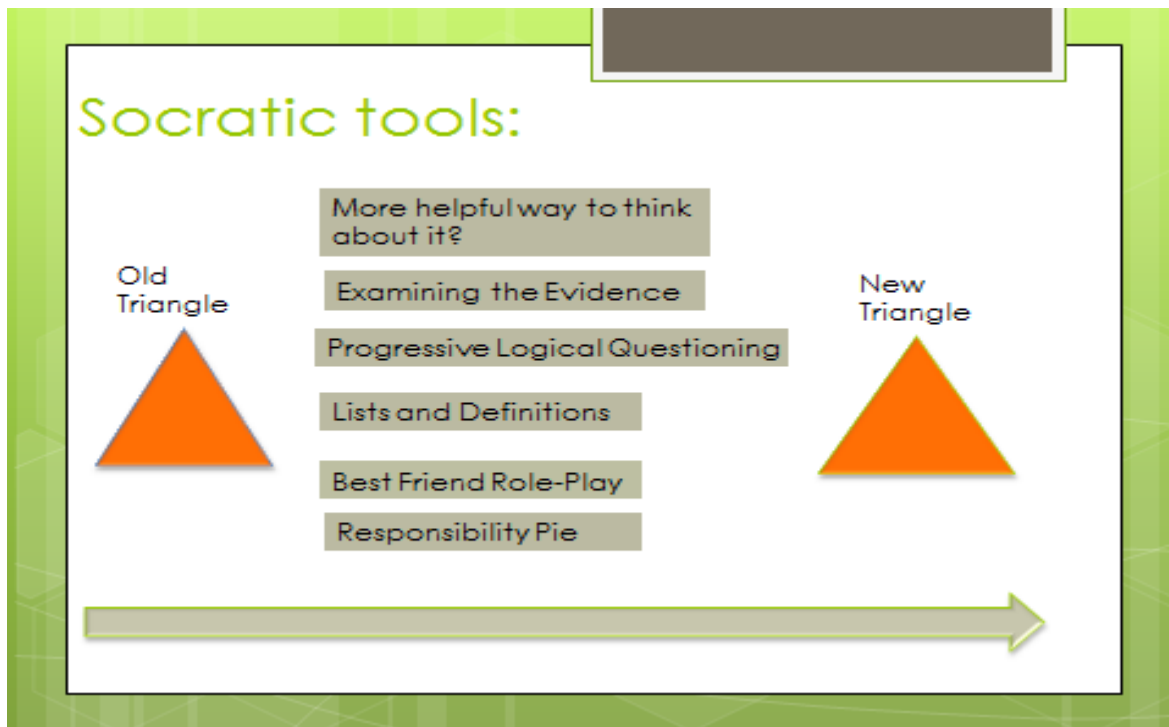 Socratic tools:
More helpful way to think
about it?
Old
Triangle
Examining the Evidence
New
Triangle
Progressive Logical Questioning
Lists and Definitions
Best Friend Role-Play
Responsibility Pie